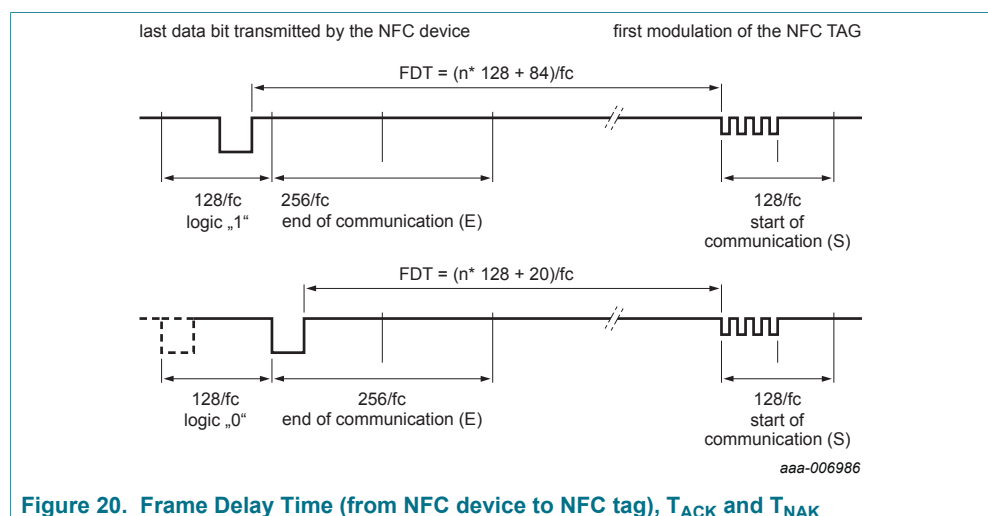 last data bit transmitted by the NFC device
first modulation of the NFC TAG
FDT = (n* 128 + 84)/fc
128/fc
logic „1“
256/fc
end of communication (E)
128/fc
start of
communication (S)
FDT = (n* 128 + 20)/fc
128/fc
logic „0“
256/fc
end of communication (E)
128/fc
start of
communication (S)
aaa-006986
Figure 20. Frame Delay Time (from NFC device to NFC tag), TACK and TNAK